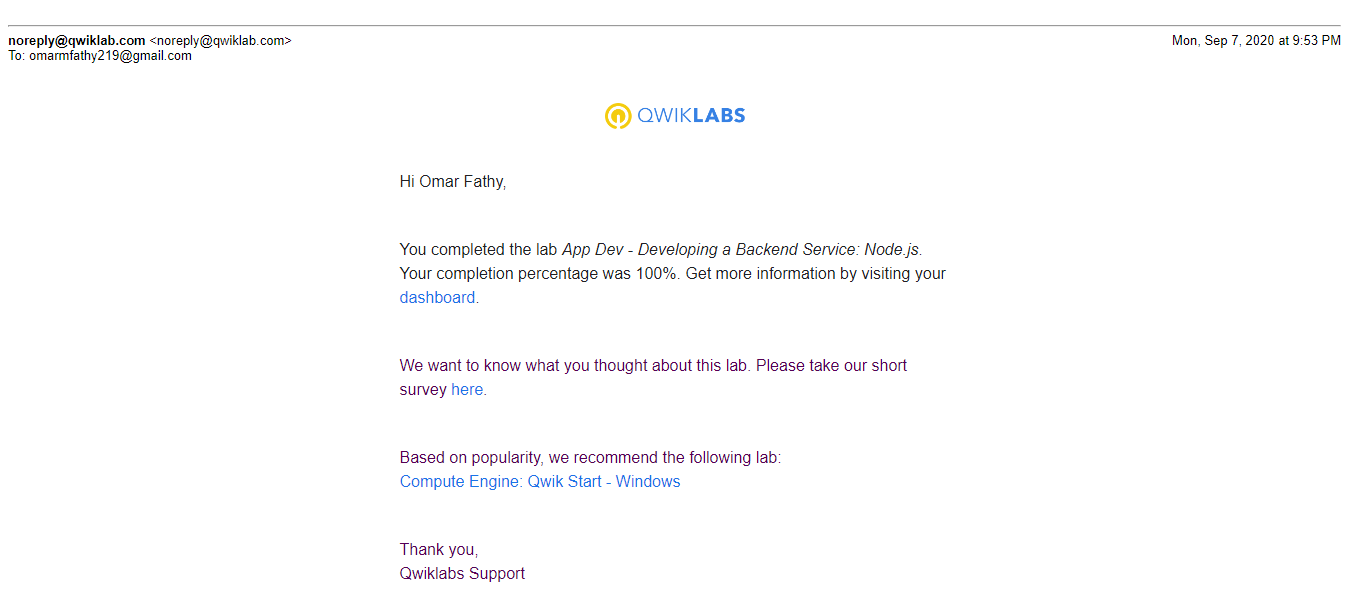 noreply@qwiklab.com <noreply@qwiklab.com>
Mon, Sep 7, 2020 at 9:53 PM
To: omarmfathy219@gmail.com
QWIKLABS
Hi Omar Fathy,
You completed the lab App Dev - Developing a Backend Service: Node.js.
Your completion percentage was 100%. Get more information by visiting your
dashboard.
We want to know what you thought about this lab. Please take our short
survey here.
Based on popularity, we recommend the following lab:
Compute Engine: Qwik Start - Windows
Thank you,
Qwiklabs Support